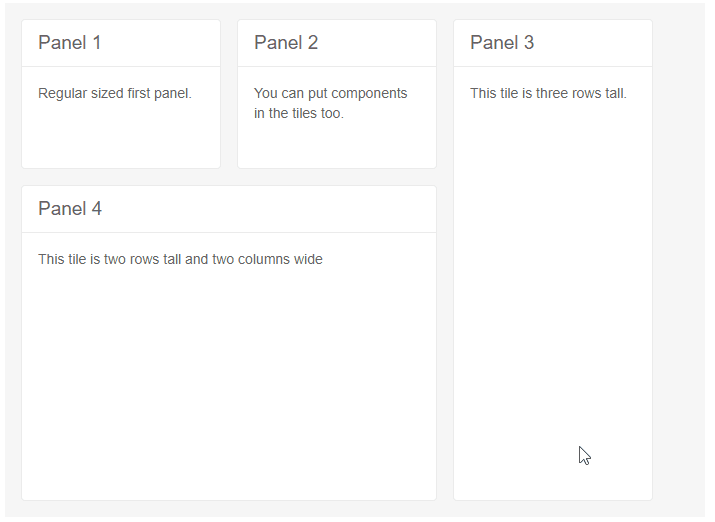 Panel 1
Regular sized first panel.
Panel 2
You can put components
in the tiles too.
Panel 3
This tile is three rows tall.
Panel 4
This tile is two rows tall and two columns wide